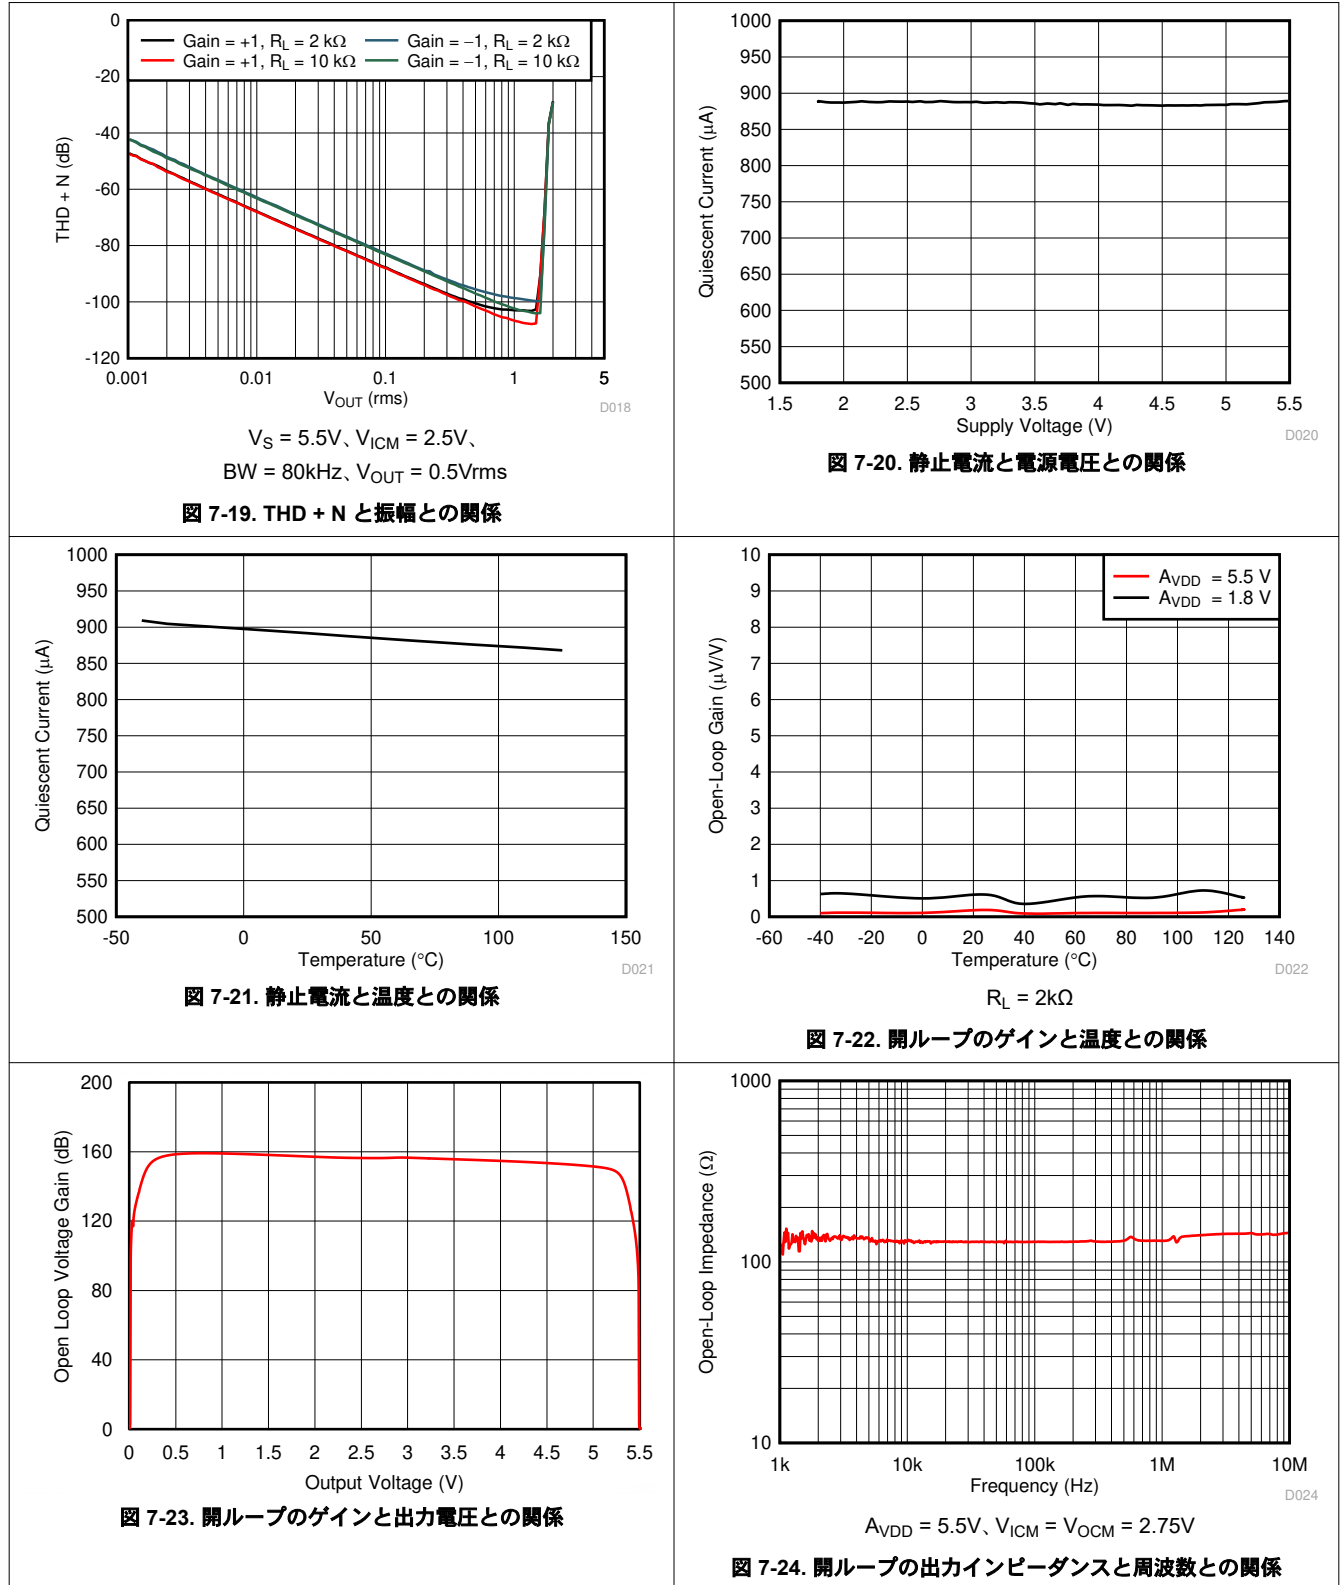 0
-20
-40
-60
-80
-100
-120
THD + N (dB)
Gain = +1, RL = 2 kΩ
Gain = −1, RL = 2 kΩ
Gain = +1, RL = 10 kΩ
Gain = −1, RL = 10 kΩ
0.001 0.01 0.1 1 5
VOUT (rms)
D018
VS = 5.5V、VICM = 2.5V、
BW = 80kHz、VOUT = 0.5Vrms
図 7-19. THD + N と振幅との関係
1000
950
900
850
800
750
700
650
600
550
500
Quiescent Current (μA)
1.5 2 2.5 3 3.5 4 4.5 5 5.5
Supply Voltage (V)
D020
図 7-20. 静止電流と電源電圧との関係
1000
950
900
850
800
750
700
650
600
550
500
Quiescent Current (μA)
-50 0 50 100 150
Temperature (°C)
D021
図 7-21. 静止電流と温度との関係
10
9
8
7
6
5
4
3
2
1
0
Open-Loop Gain (μV/V)
AVDD = 5.5 V
AVDD = 1.8 V
-60 -40 -20 0 20 40 60 80 100 120 140
Temperature (°C)
D022
RL = 2kΩ
図 7-22. 開ループのゲインと温度との関係
200
160
120
80
40
0
Open Loop Voltage Gain (dB)
0 0.5 1 1.5 2 2.5 3 3.5 4 4.5 5 5.5
Output Voltage (V)
図 7-23. 開ループのゲインと出力電圧との関係
1000
100
10
Open-Loop Impedance (Ω)
1k 10k 100k 1M 10M
Frequency (Hz)
D024
AVDD = 5.5V、VICM = VOCM = 2.75V
図 7-24. 開ループの出力インピーダンスと周波数との関係